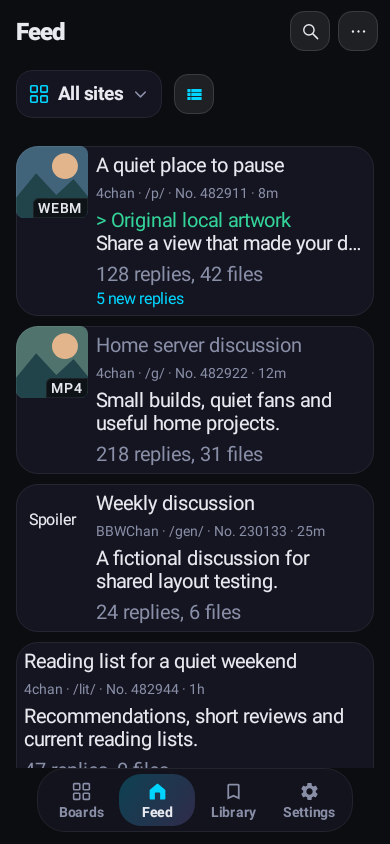 Feed
All sites
A quiet place to pause
4chan · /p/ · No. 482911 · 8m
> Original local artwork
Share a view that made your d...
128 replies, 42 files
5 new replies
WEBM
Home server discussion
4chan · /g/ · No. 482922 · 12m
Small builds, quiet fans and
useful home projects.
218 replies, 31 files
MP4
Spoiler
Weekly discussion
BBWChan · /gen/ · No. 230133 · 25m
A fictional discussion for
shared layout testing.
24 replies, 6 files
Reading list for a quiet weekend
4chan · /lit/ · No. 482944 · 1h
Recommendations, short reviews and
current reading lists.
Boards
Feed
Library
Settings